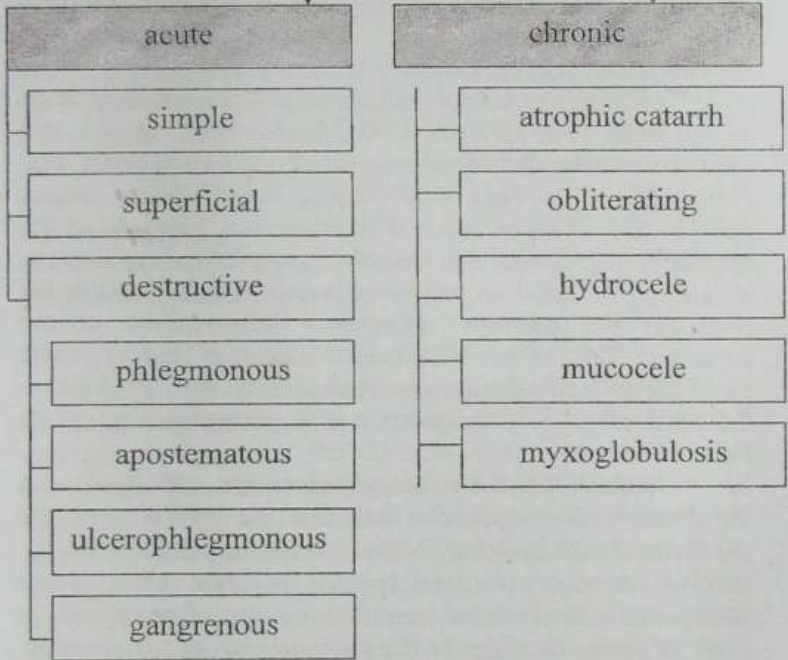 acute
simple
superficial
destructive
phlegmonous
apostematous
ulcerophlegmonous
gangrenous
chronic
atrophic catarrh
obliterating
hydrocele
mucocele
myxoglobulosis